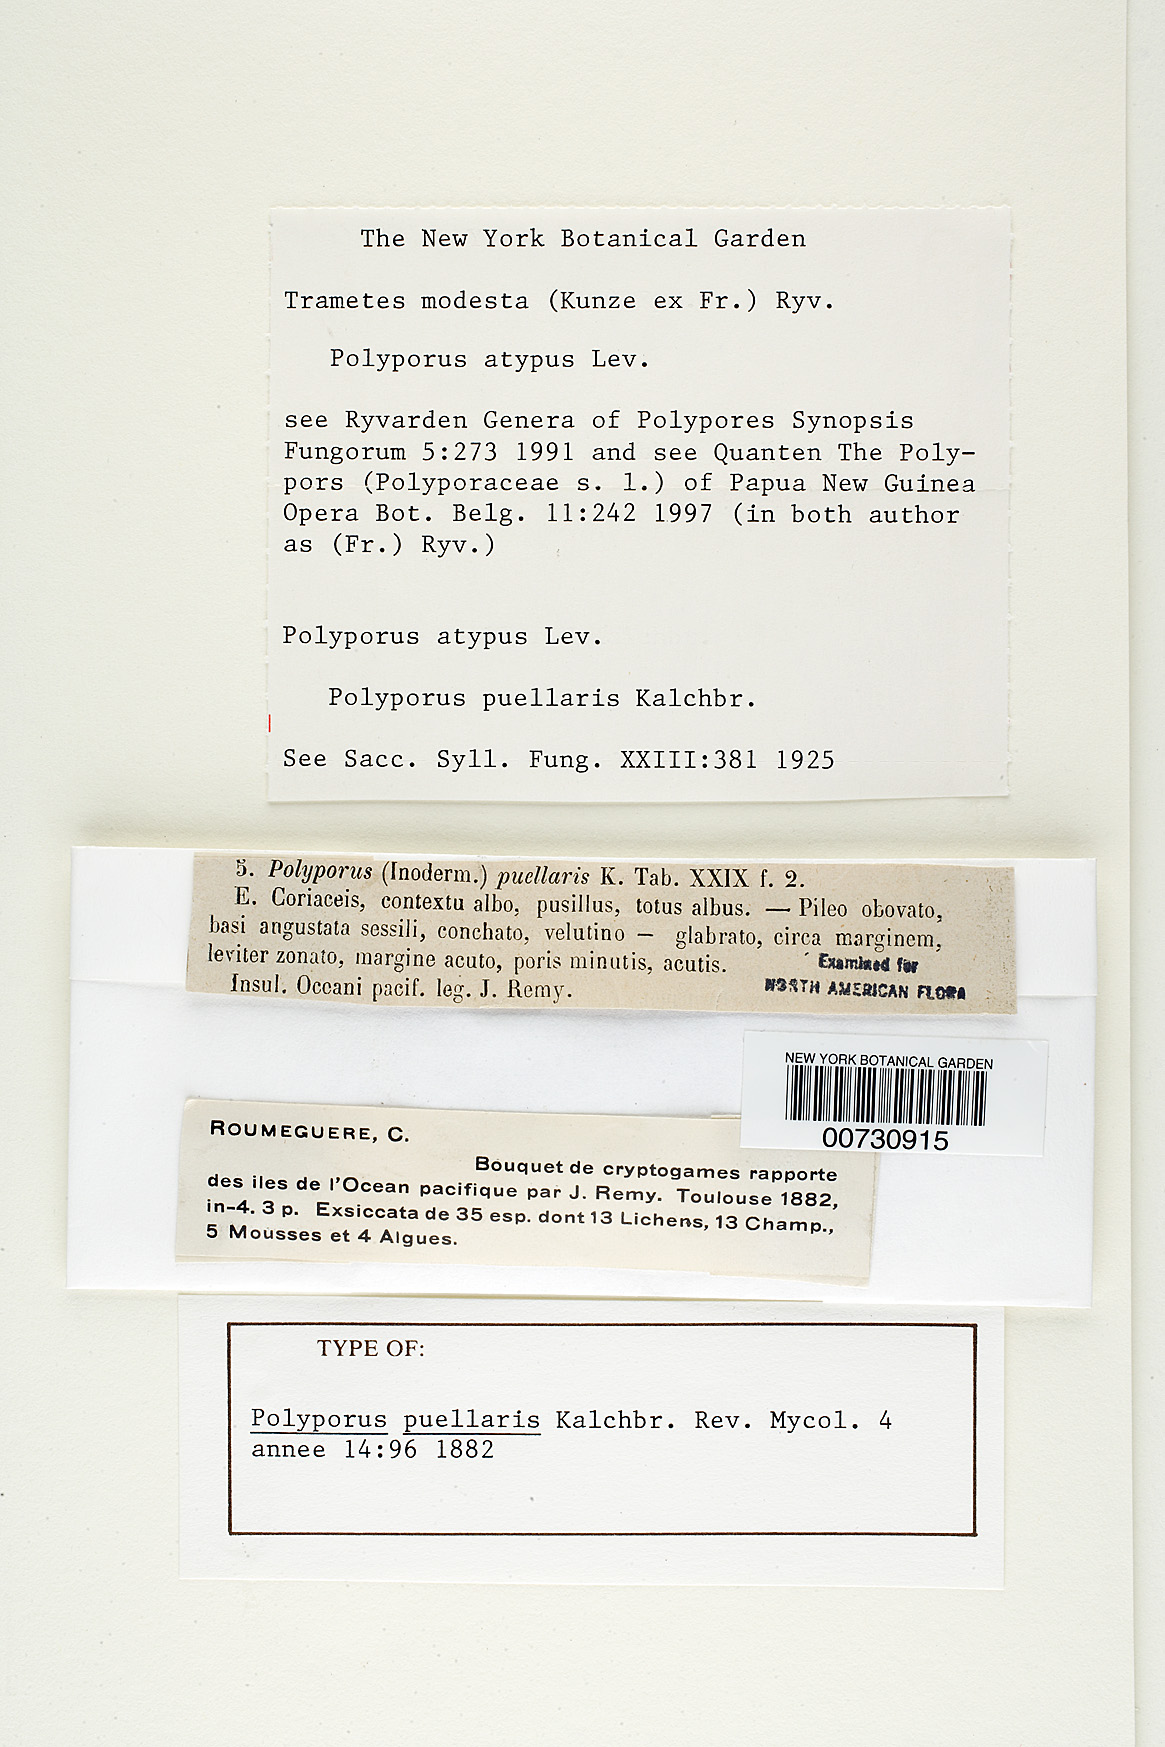 The New York Botanical Garden
Trametes modesta (Kunze ex Fr.) Ryv.
Polyporus atypus Lev.
see Ryvarden Genera of Polypores Synopsis
Fungorum 5:273 1991 and see Quanten The Poly-
pors (Polyporaceae s. l.) of Papua New Guinea
Opera Bot. Belg. 11:242 1997 (in both author
as (Fr.) Ryv.)
Polyporus atypus Lev.
Polyporus puellaris Kalchbr.
See Sacc. Syll. Fung. XXIII:381 1925
5. Polyporus (Inoderm.) puellaris K. Tab. XXIX f. 2.
E. Coriaceis, contextu albo, pusillus, totus albus. — Pileo obovato,
basi angustata sessili, conchato, velutino — glabrato, circa marginem,
leviter zonato, margine acuto, poris minutis, acutis.
Insul. Oceani pacif. leg. J. Remy.
Examined for
NORTH AMERICAN FLORA
NEW YORK BOTANICAL GARDEN
00730915
ROUMEGUERE, C.
Bouquet de cryptogames rapporte
des iles de l'Ocean pacifique par J. Remy. Toulouse 1882,
in-4. 3 p. Exsiccata de 35 esp. dont 13 Lichens, 13 Champ.,
5 Mousses et 4 Algues.
TYPE OF:
Polyporus puellaris Kalchbr. Rev. Mycol. 4
annee 14:96 1882